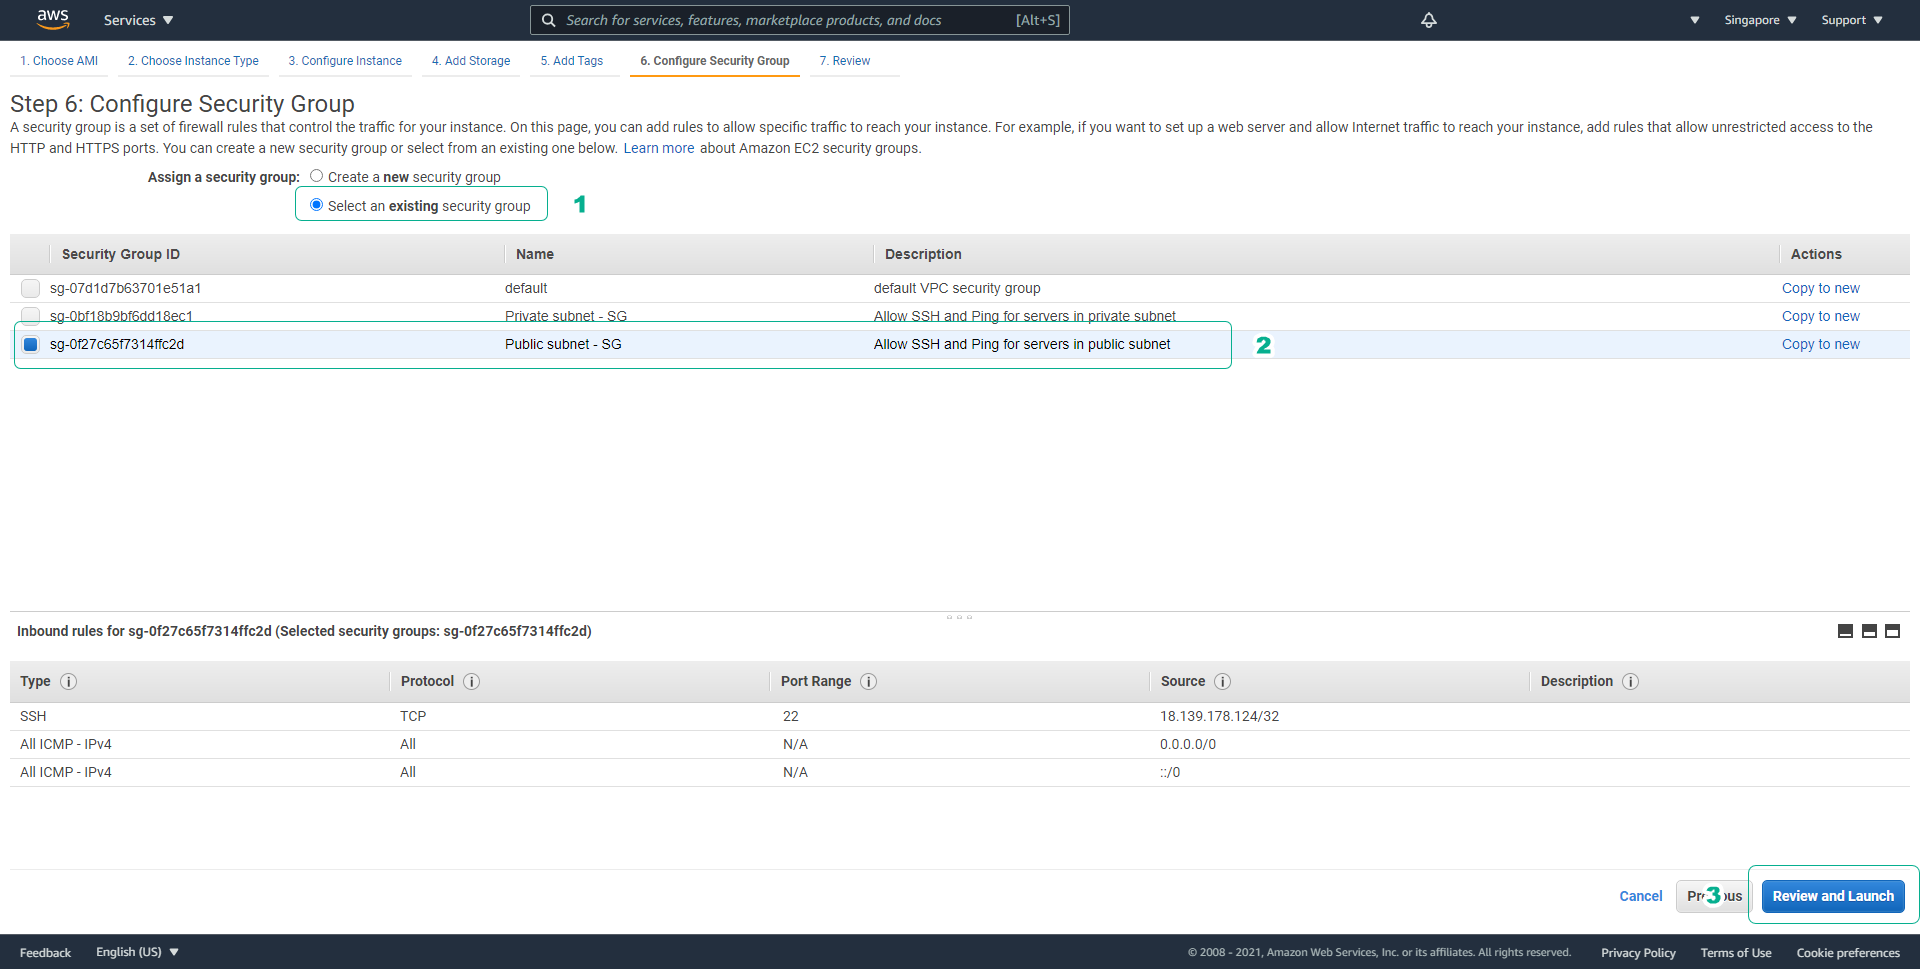 aws
Services
Search for services, features, marketplace products, and docs [Alt+S]
Singapore
Support
1. Choose AMI 2. Choose Instance Type 3. Configure Instance 4. Add Storage 5. Add Tags 6. Configure Security Group 7. Review
Step 6: Configure Security Group
A security group is a set of firewall rules that control the traffic for your instance. On this page, you can add rules to allow specific traffic to reach your instance. For example, if you want to set up a web server and allow Internet traffic to reach your instance, add rules that allow unrestricted access to the
HTTP and HTTPS ports. You can create a new security group or select from an existing one below. Learn more about Amazon EC2 security groups.
Assign a security group: Create a new security group
Select an existing security group 1
Security Group ID Name Description Actions
sg-07d1d7b63701e51a1 default default VPC security group Copy to new
sg-0bf18b9bf6dd18ec1 Private subnet - SG Allow SSH and Ping for servers in private subnet Copy to new
sg-0f27c65f7314ffc2d Public subnet - SG Allow SSH and Ping for servers in public subnet 2 Copy to new
Inbound rules for sg-0f27c65f7314ffc2d (Selected security groups: sg-0f27c65f7314ffc2d)
Type i Protocol i Port Range i Source i Description i
SSH TCP 22 18.139.178.124/32
All ICMP - IPv4 All N/A 0.0.0.0/0
All ICMP - IPv4 All N/A ::/0
Cancel 3 Review and Launch
Feedback English (US) © 2008 - 2021, Amazon Web Services, Inc. or its affiliates. All rights reserved. Privacy Policy Terms of Use Cookie preferences